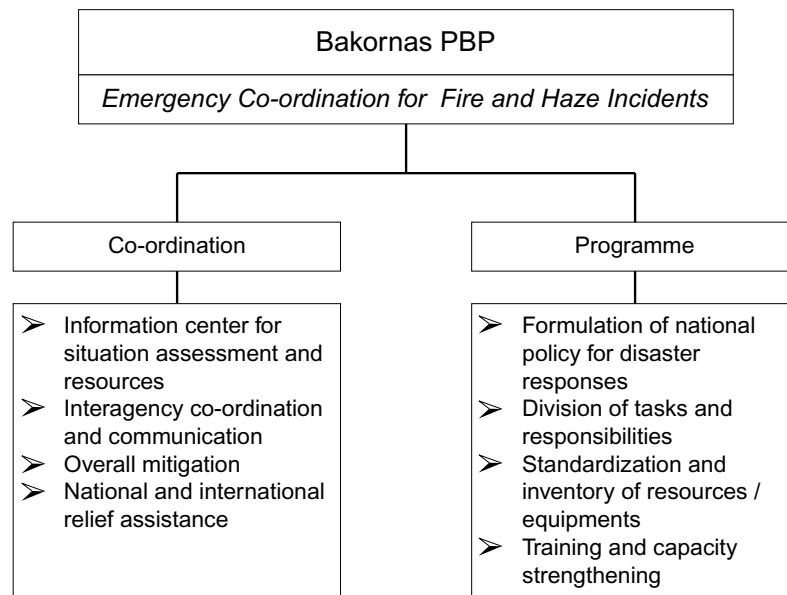 Bakornas PBP
Emergency Co-ordination for Fire and Haze Incidents
Co-ordination
➢ Information center for
situation assessment and
resources
➢ Interagency co-ordination
and communication
➢ Overall mitigation
➢ National and international
relief assistance
Programme
➢ Formulation of national
policy for disaster
responses
➢ Division of tasks and
responsibilities
➢ Standardization and
inventory of resources /
equipments
➢ Training and capacity
strengthening